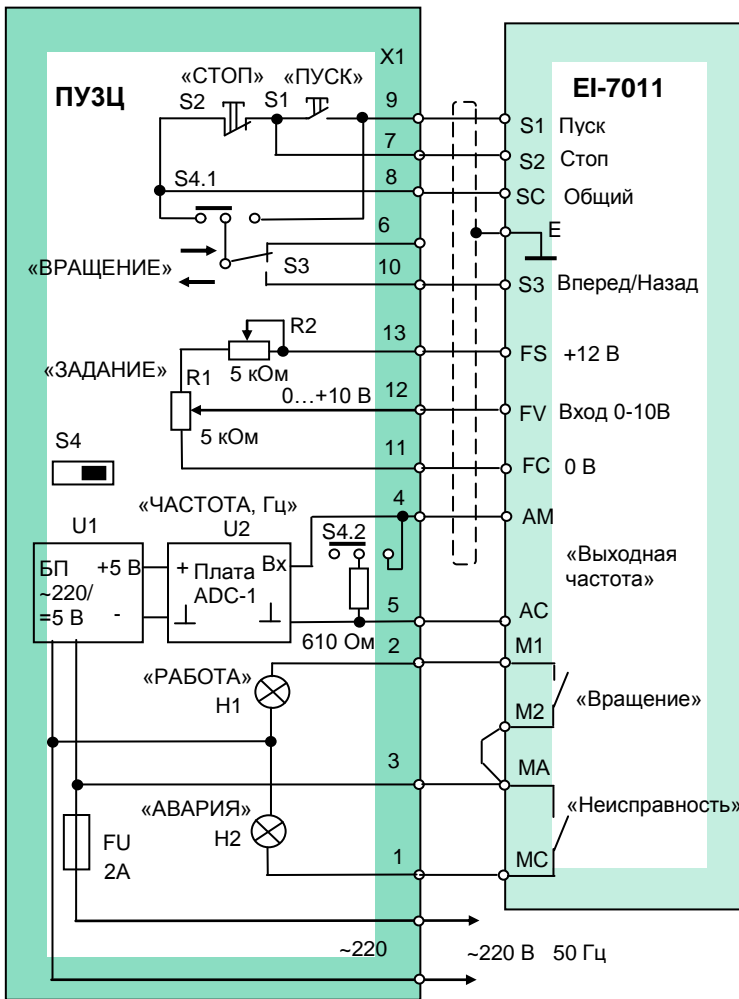 X1
ПУ3Ц
«СТОП» «ПУСК»
S2 S1
9
7
8
S4.1
6
«ВРАЩЕНИЕ»
S3
10
R2
13
5 кОм
«ЗАДАНИЕ»
R1
0...+10 В
12
5 кОм
11
S4
«ЧАСТОТА, Гц»
4
U1
U2
S4.2
БП +5 В
~220/
=5 В -
+ Плата Вх
ADC-1
5
610 Ом
2
«РАБОТА»
H1
3
«АВАРИЯ»
H2
FU
2А
1
~220
~220 В 50 Гц
EI-7011
S1 Пуск
S2 Стоп
SC Общий
E
S3 Вперед/Назад
FS +12 В
FV Вход 0-10В
FC 0 В
AM
«Выходная
частота»
AC
M1
«Вращение»
M2
MA
«Неисправность»
MC